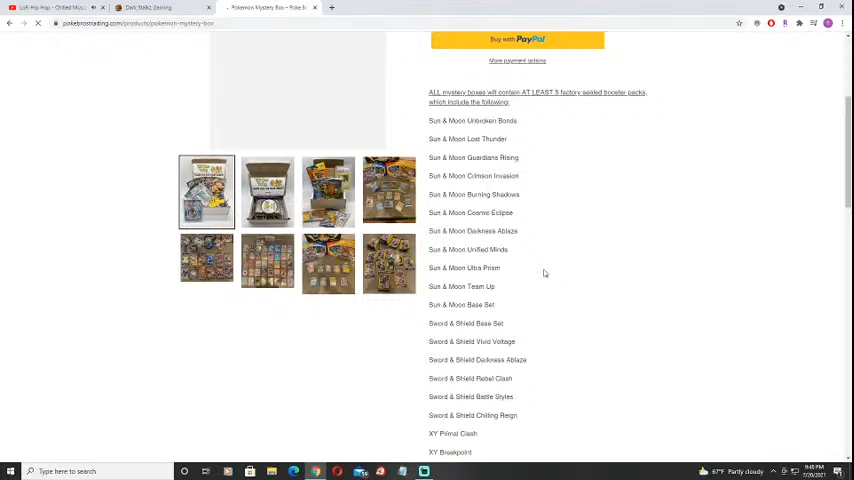 LoFi Hip-Hop - Chilled Music
Dark Stalkz Gaming
Pokemon Mystery Box – Poke B
pokebrostrading.com/products/pokemon-mystery-box
Buy with PayPal
More payment options
ALL mystery boxes will contain AT LEAST 5 factory sealed booster packs,
which include the following:
Sun & Moon Unbroken Bonds
Sun & Moon Lost Thunder
Sun & Moon Guardians Rising
Sun & Moon Crimson Invasion
Sun & Moon Burning Shadows
Sun & Moon Cosmic Eclipse
Sun & Moon Darkness Ablaze
Sun & Moon Unified Minds
Sun & Moon Ultra Prism
Sun & Moon Team Up
Sun & Moon Base Set
Sword & Shield Base Set
Sword & Shield Vivid Voltage
Sword & Shield Darkness Ablaze
Sword & Shield Rebel Clash
Sword & Shield Battle Styles
Sword & Shield Chilling Reign
XY Primal Clash
XY Breakpoint
Type here to search
67°F Partly cloudy
9:45 PM
7/26/2021